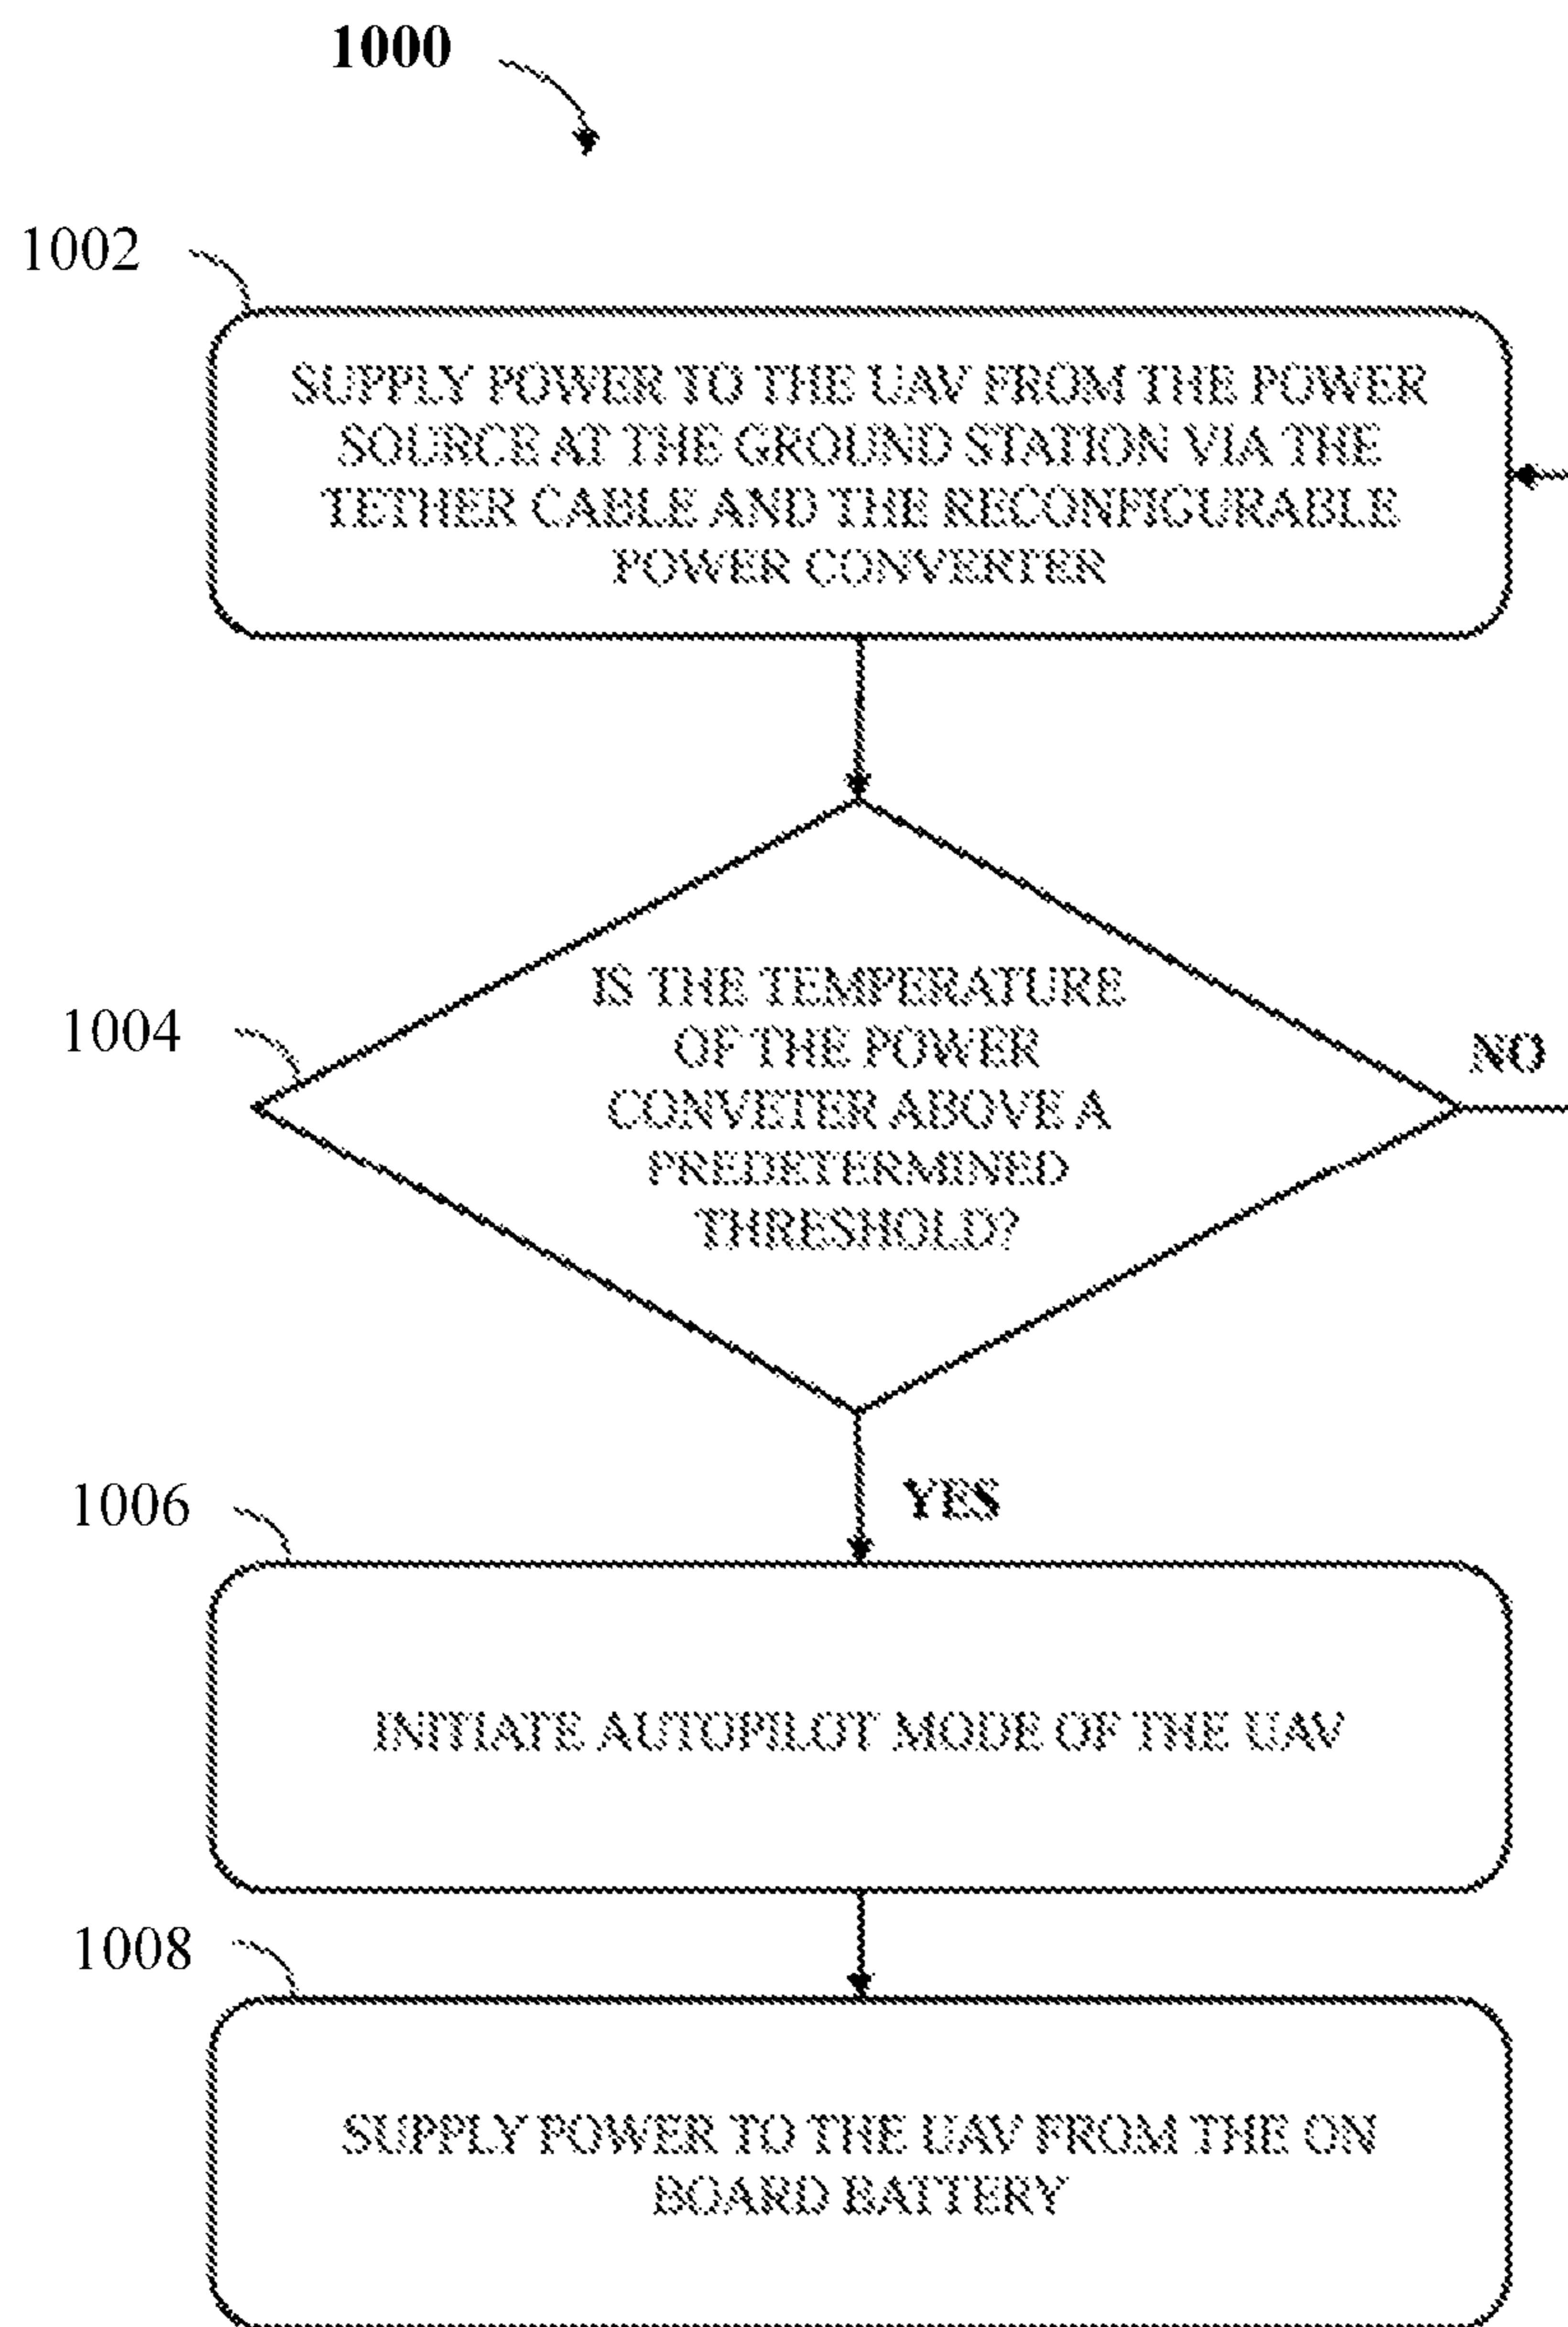 1000
1002
SUPPLY POWER TO THE UAV FROM THE POWER
SOURCE AT THE GROUND STATION VIA THE
TETHER CABLE AND THE RECONFIGURABLE
POWER CONVERTER
1004
IS THE TEMPERATURE
OF THE POWER
CONVETER ABOVE A
PREDETERMINED
THRESHOLD?
NO
YES
1006
INITIATE AUTOPILOT MODE OF THE UAV
1008
SUPPLY POWER TO THE UAV FROM THE ON
BOARD BATTERY